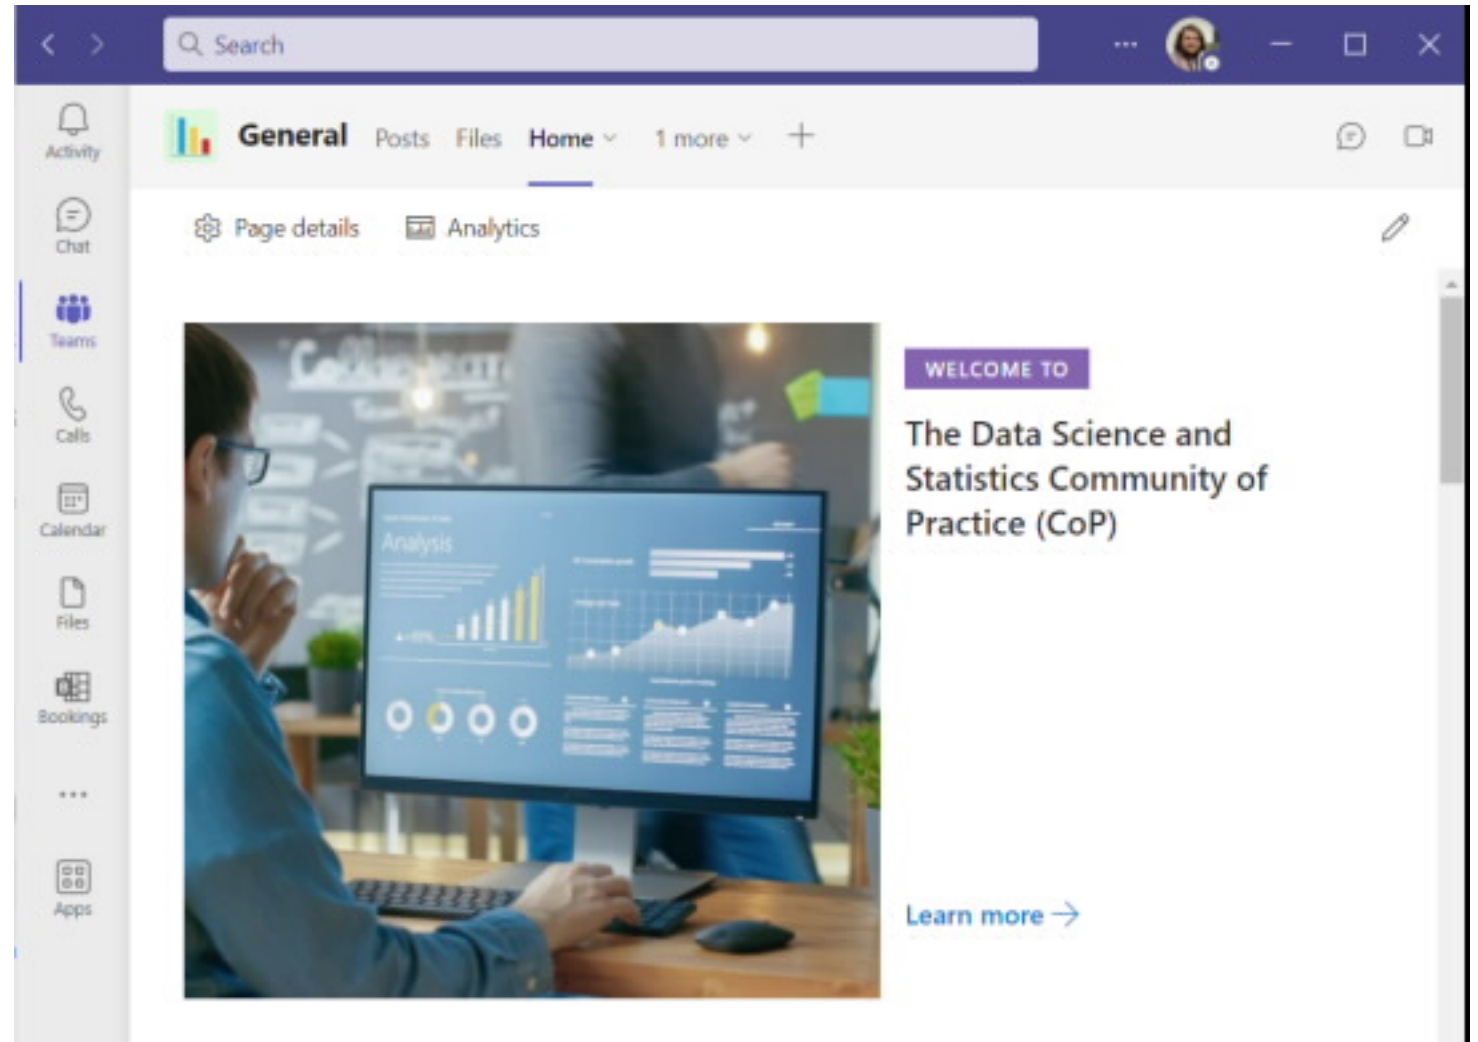 Search
Activity
Chat
Teams
Calls
Calendar
Files
Bookings
Apps
General Posts Files Home 1 more
Page details Analytics
Analysis
WELCOME TO
The Data Science and
Statistics Community of
Practice (CoP)
Learn more